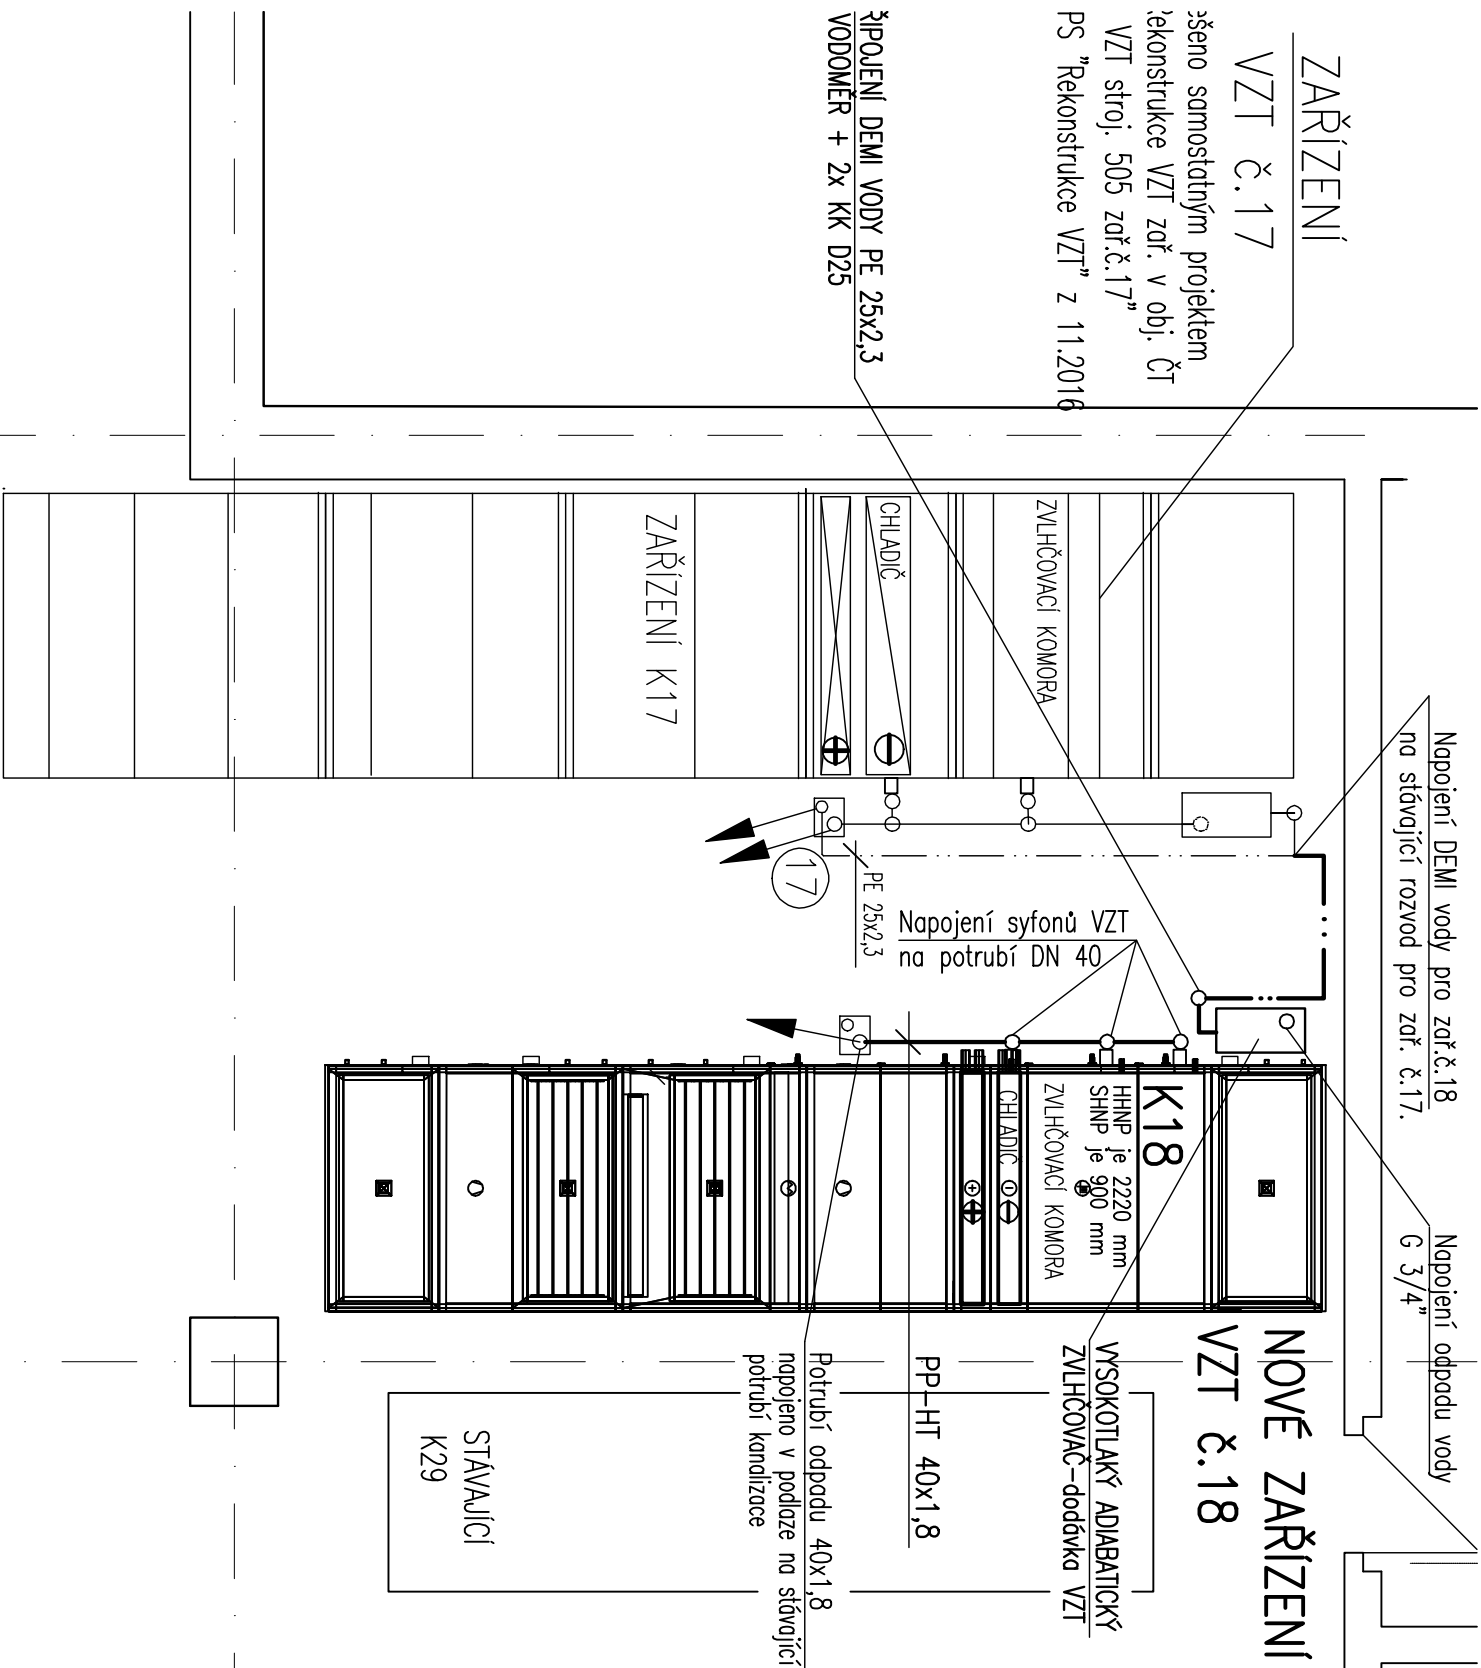 ZAŘÍZENÍ
VZT č.17
samostatným projektem
VZT zař. v obj. ČT
VZT stroj. 505 zař.č.17"
PS "Rekonstrukce VZT" z 11.2016
DEMI VODY PE 25x2,3
VODOMĚR + 2x KK D25
ZVLHČOVACÍ KOMORA
CHLADIČ
ZAŘÍZENÍ K17
Napojení DEMI vody pro zař.č.18
na stávající rozvod pro zař. č.17.
17
PE 25x2,3
Napojení syfonů VZT
na potrubí DN 40
K18
HHNP je 2220 mm
SHNP je 900 mm
ZVLHČOVACÍ KOMORA
CHLADIČ
Napojení odpadu vody
G 3/4"
NOVÉ ZAŘÍZENÍ
VZT č.18
VYSOKOTLAKÝ ADIABATICKÝ
ZVLHČOVAČ-dodávka VZT
PP-HT 40x1,8
Potrubí odpadu 40x1,8
napojeno v podlaze na stávající
potrubí kanalizace
STÁVAJÍCÍ
K29